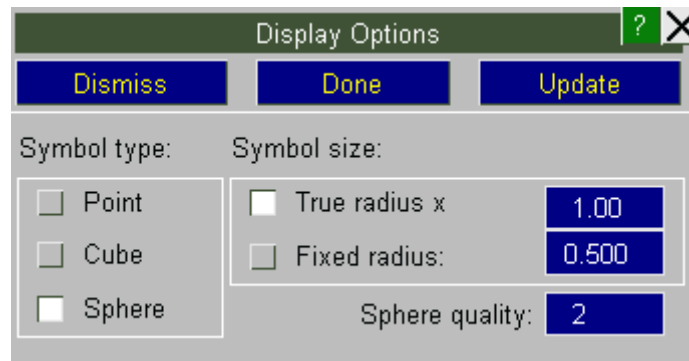 Display Options ?
Dismiss Done Update
Symbol type: Symbol size:
Point True radius x 1.00
Cube Fixed radius: 0.500
Sphere Sphere quality: 2